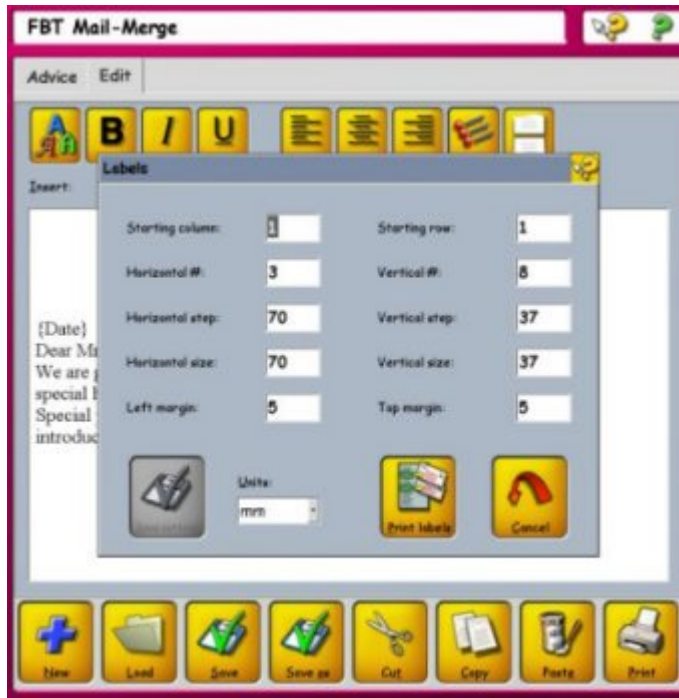 FBT Mail-Merge
Advice Edit
B I U
Labels
Insert:
Starting column: 1 Starting row: 1
Horizontal #: 3 Vertical #: 8
Horizontal step: 70 Vertical step: 37
Horizontal size: 70 Vertical size: 37
Left margin: 5 Top margin: 5
{Date}
Dear
We are
special
Special
introduc
Units:
mm
Print labels Cancel
New Load Save Save as Cut Copy Paste Print